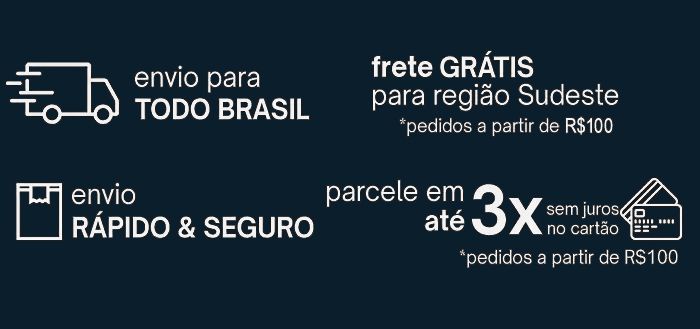 envio para
TODO BRASIL
frete GRÁTIS
para região Sudeste
*pedidos a partir de R$100
envio
RÁPIDO & SEGURO
parcele em
até 3x
sem juros
no cartão
*pedidos a partir de R$100